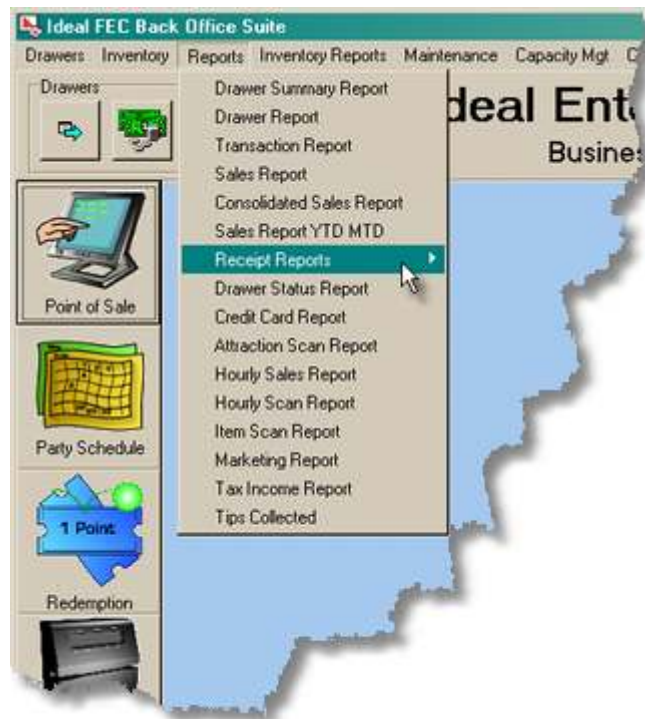 Ideal FEC Back Office Suite
Drawers Inventory Reports Inventory Reports Maintenance Capacity Mgt C
Drawers
deal Ent
Busines
Drawer Summary Report
Drawer Report
Transaction Report
Sales Report
Consolidated Sales Report
Sales Report YTD MTD
Receipt Reports
Drawer Status Report
Credit Card Report
Attraction Scan Report
Hourly Sales Report
Hourly Scan Report
Item Scan Report
Marketing Report
Tax Income Report
Tips Collected
Point of Sale
Party Schedule
1 Point
Redemption